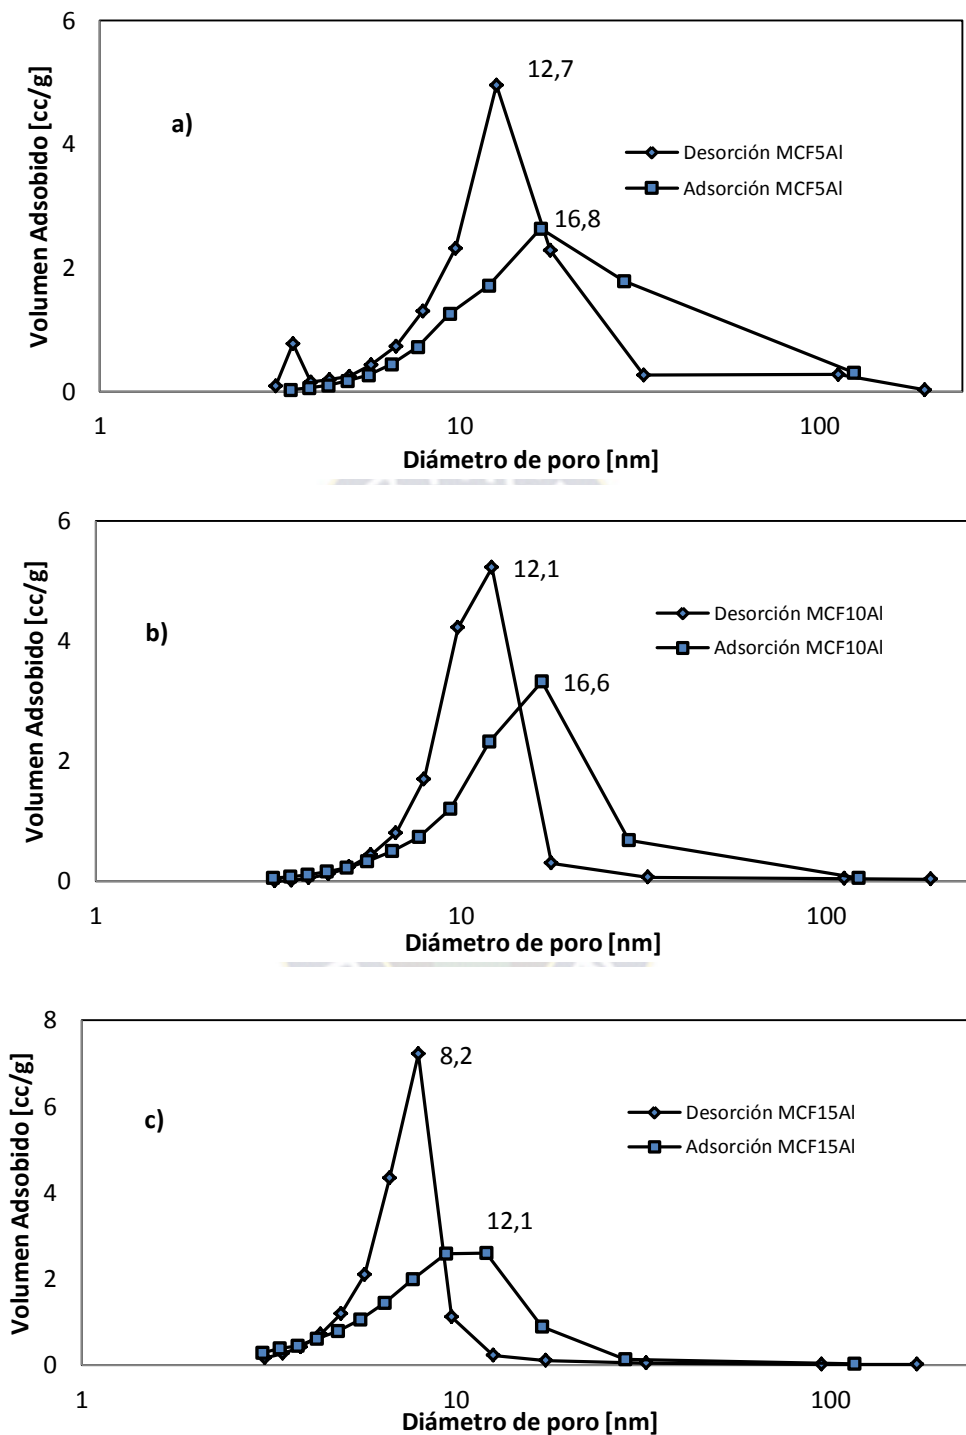 6
4
2
0
1
10
100
Volumen Adsobido [cc/g]
Diámetro de poro [nm]
a)
12,7
16,8
Desorción MCF5Al
Adsorción MCF5Al
6
4
2
0
1
10
100
Volumen Adsobido [cc/g]
Diámetro de poro [nm]
b)
12,1
16,6
Desorción MCF10Al
Adsorción MCF10Al
8
6
4
2
0
1
10
100
Volumen Adsobido [cc/g]
Diámetro de poro [nm]
c)
8,2
12,1
Desorción MCF15Al
Adsorción MCF15Al